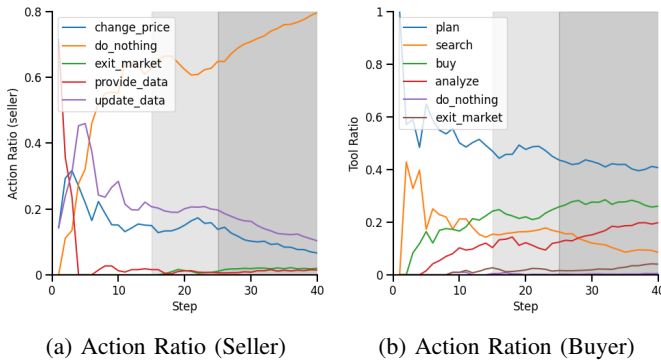 0.8
0.6
0.4
0.2
0
0
10
20
30
40
Step
Action Ratio (seller)
change_price
do_nothing
exit_market
provide_data
update_data
1
0.8
0.6
0.4
0.2
0
0
10
20
30
40
Step
Tool Ratio
plan
search
buy
analyze
do_nothing
exit_market
(a) Action Ratio (Seller)
(b) Action Ration (Buyer)